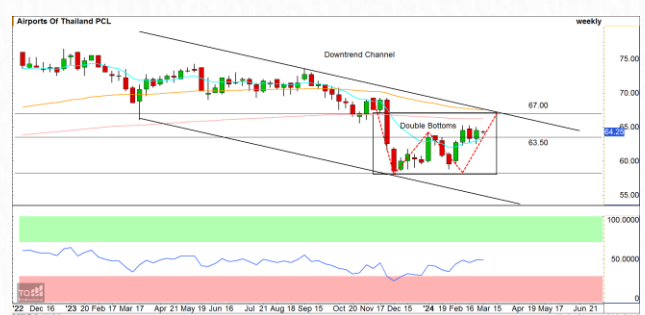 Airports Of Thailand PCL
weekly
Downtrend Channel
75.00
70.00
67.00
65.00
Double Bottoms
64.25
63.50
60.00
55.00
100.0000
50.0000
0
'22 Dec 16 '23 20 Feb 17 Mar 17 Apr 21 May 19 Jun 16 Jul 21 Aug 18 Sep 15 Oct 20 Nov 17 Dec 15 '24 19 Feb 16 Mar 15 Apr 19 May 17 Jun 21